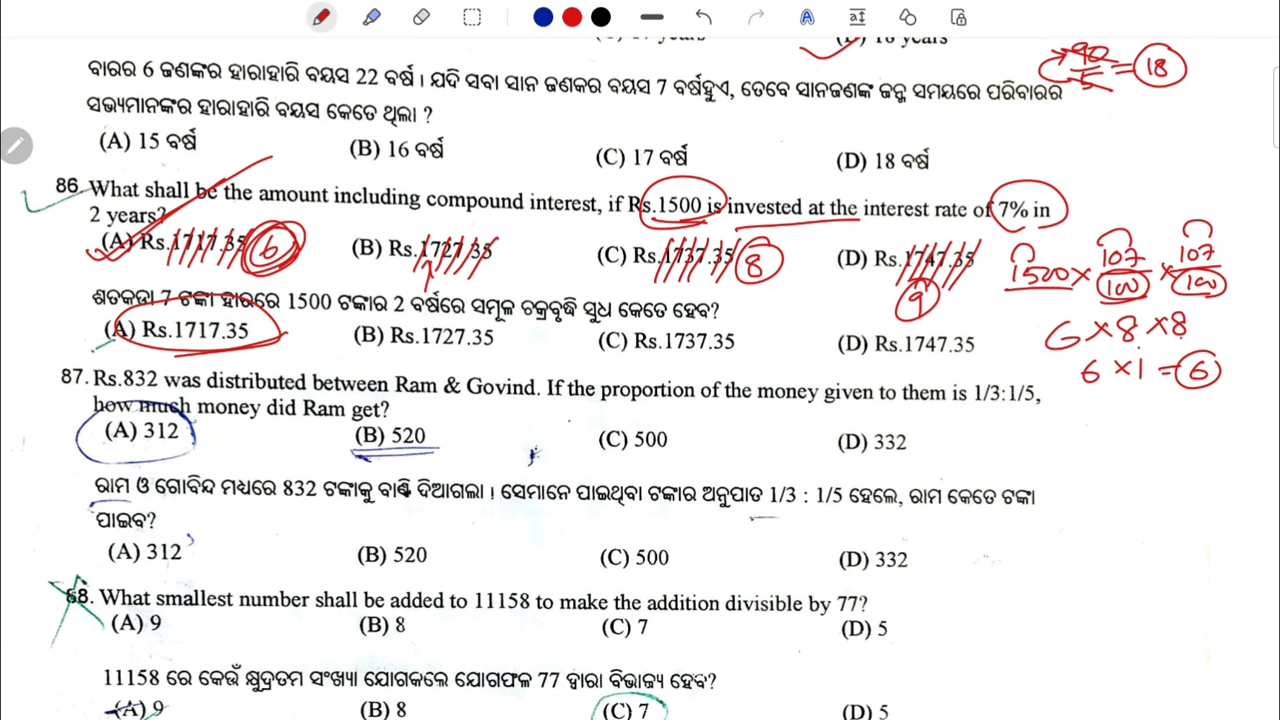 (D) 18 years
90/5 = 18
ବାରର 6 ଜଣଙ୍କର ହାରାହାରି ବୟସ 22 ବର୍ଷ । ଯଦି ସବା ସାନ ଜଣକର ବୟସ 7 ବର୍ଷହୁଏ, ତେବେ ସାନଜଣଙ୍କ ଜନ୍ମ ସମୟରେ ପରିବାରର
ସଭ୍ୟମାନଙ୍କର ହାରାହାରି ବୟସ କେତେ ଥିଲା ?
(A) 15 ବର୍ଷ (B) 16 ବର୍ଷ (C) 17 ବର୍ଷ (D) 18 ବର୍ଷ
86. What shall be the amount including compound interest, if Rs.1500 is invested at the interest rate of 7% in
2 years?
(A) Rs.1717.35 6 (B) Rs.1727.35 (C) Rs.1737.35 8 (D) Rs.1747.35 9
1500 × 107/100 × 107/100
ଶତକଡା 7 ଟଙ୍କା ହାରରେ 1500 ଟଙ୍କାର 2 ବର୍ଷରେ ସମୂଳ ଚକ୍ରବୃଦ୍ଧି ସୁଧ କେତେ ହେବ?
(A) Rs.1717.35 (B) Rs.1727.35 (C) Rs.1737.35 (D) Rs.1747.35
6 × 8 × 8
6 × 1 = 6
87. Rs.832 was distributed between Ram & Govind. If the proportion of the money given to them is 1/3:1/5,
how much money did Ram get?
(A) 312 (B) 520 (C) 500 (D) 332
ରାମ ଓ ଗୋବିନ୍ଦ ମଧ୍ୟରେ 832 ଟଙ୍କାକୁ ବାଣ୍ଟି ଦିଆଗଲା । ସେମାନେ ପାଇଥିବା ଟଙ୍କାର ଅନୁପାତ 1/3 : 1/5 ହେଲେ, ରାମ କେତେ ଟଙ୍କା
ପାଇବ?
(A) 312 (B) 520 (C) 500 (D) 332
88. What smallest number shall be added to 11158 to make the addition divisible by 77?
(A) 9 (B) 8 (C) 7 (D) 5
11158 ରେ କେଉଁ କ୍ଷୁଦ୍ରତମ ସଂଖ୍ୟା ଯୋଗକଲେ ଯୋଗଫଳ 77 ଦ୍ୱାରା ବିଭାଜ୍ୟ ହେବ?
(A) 9 (B) 8 (C) 7 (D) 5